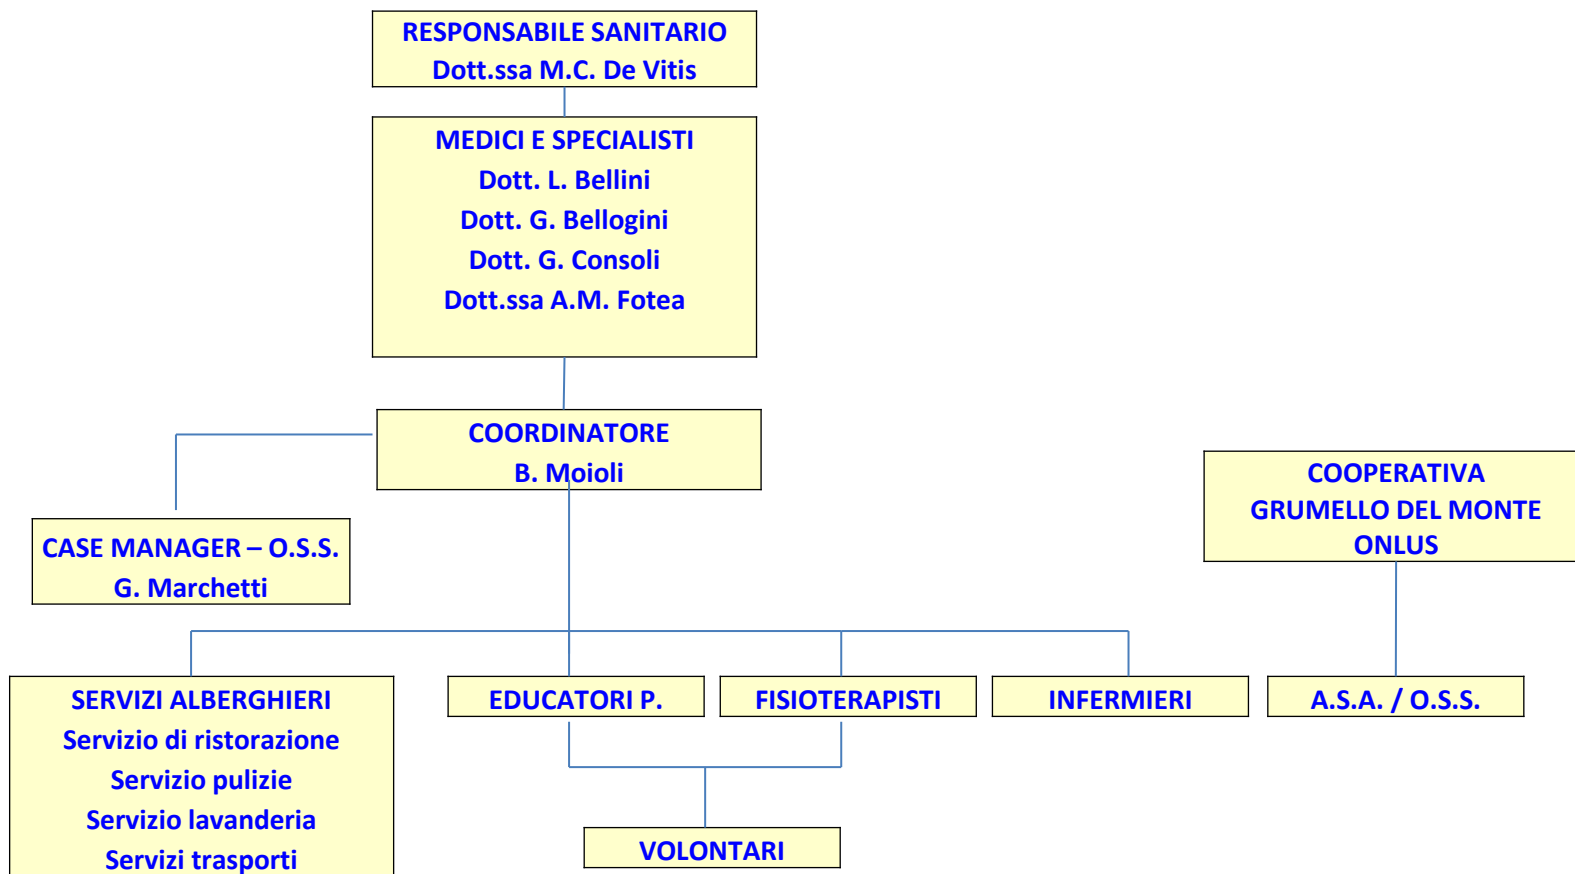 RESPONSABILE SANITARIO
Dott.ssa M.C. De Vitis
MEDICI E SPECIALISTI
Dott. L. Bellini
Dott. G. Bellogini
Dott. G. Consoli
Dott.ssa A.M. Fotea
COORDINATORE
B. Moioli
COOPERATIVA
GRUMELLO DEL MONTE
ONLUS
CASE MANAGER – O.S.S.
G. Marchetti
SERVIZI ALBERGHIERI
Servizio di ristorazione
Servizio pulizie
Servizio lavanderia
Servizi trasporti
EDUCATORI P.
FISIOTERAPISTI
INFERMIERI
A.S.A. / O.S.S.
VOLONTARI